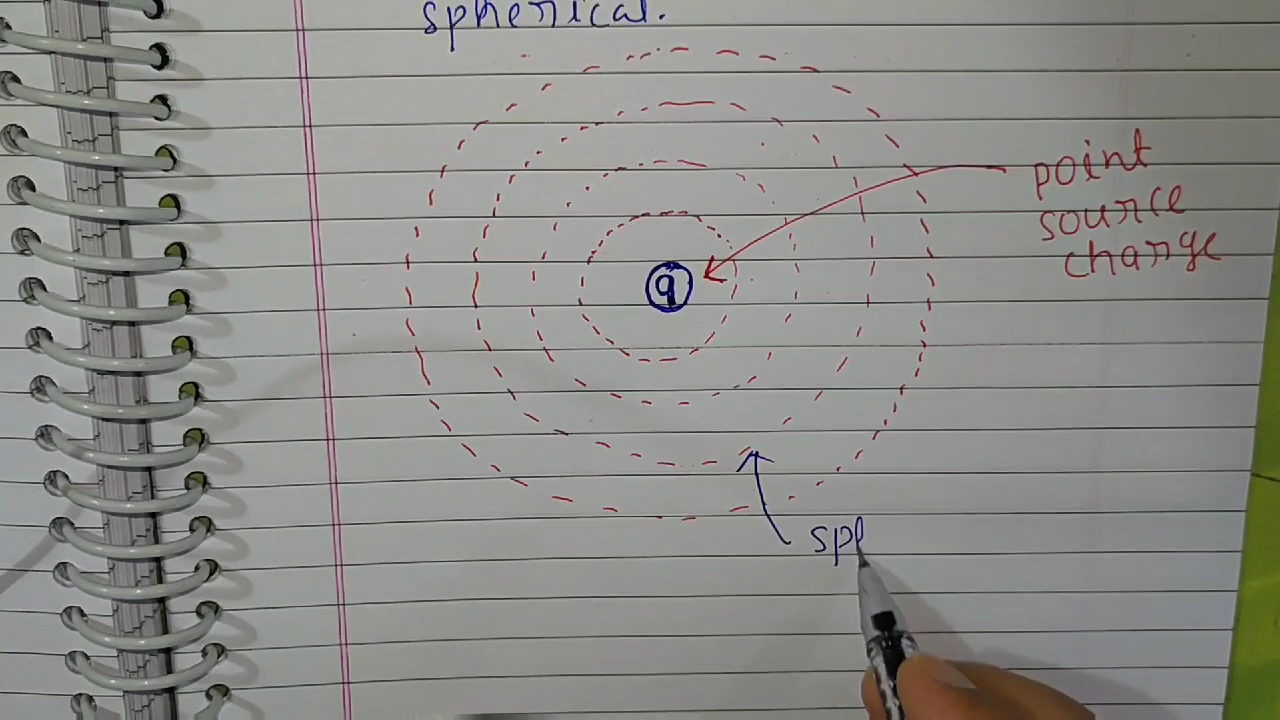 spherical.
q
point
source
charge
sph